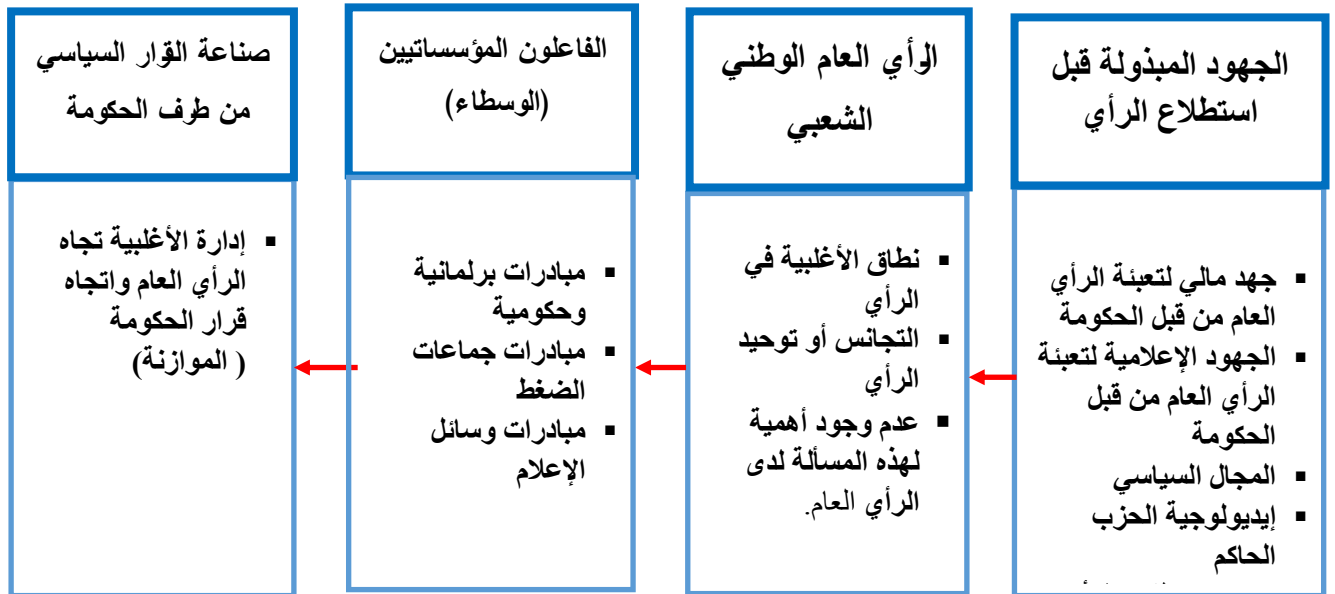 الجهود المبذولة قبل
استطلاع الرأي
▪ جهد مالي لتعبئة الرأي
العام من قبل الحكومة
▪ الجهود الإعلامية لتعبئة
الرأي العام من قبل
الحكومة
▪ المجال السياسي
▪ إيديولوجية الحزب
الحاكم
الرأي العام الوطني
الشعبي
▪ نطاق الأغلبية في
الرأي
▪ التجانس أو توحيد
الرأي
▪ عدم وجود أهمية
لهذه المسألة لدى
الرأي العام.
الفاعلون المؤسساتيين
(الوسطاء)
▪ مبادرات برلمانية
وحكومية
▪ مبادرات جماعات
الضغط
▪ مبادرات وسائل
الإعلام
صناعة القرار السياسي
من طرف الحكومة
▪ إدارة الأغلبية تجاه
الرأي العام واتجاه
قرار الحكومة
( الموازنة)